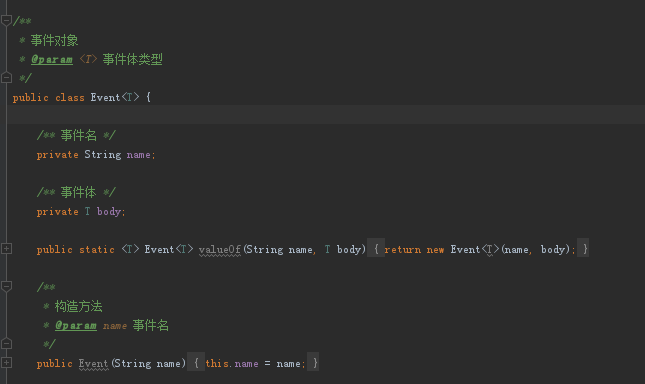 /**
 * 事件对象
 * @param <T> 事件体类型
 */
public class Event<T> {
/** 事件名 */
private String name;
/** 事件体 */
private T body;
public static <T> Event<T> valueOf(String name, T body) { return new Event<T>(name, body); }
/**
 * 构造方法
 * @param name 事件名
 */
public Event(String name) { this.name = name; }